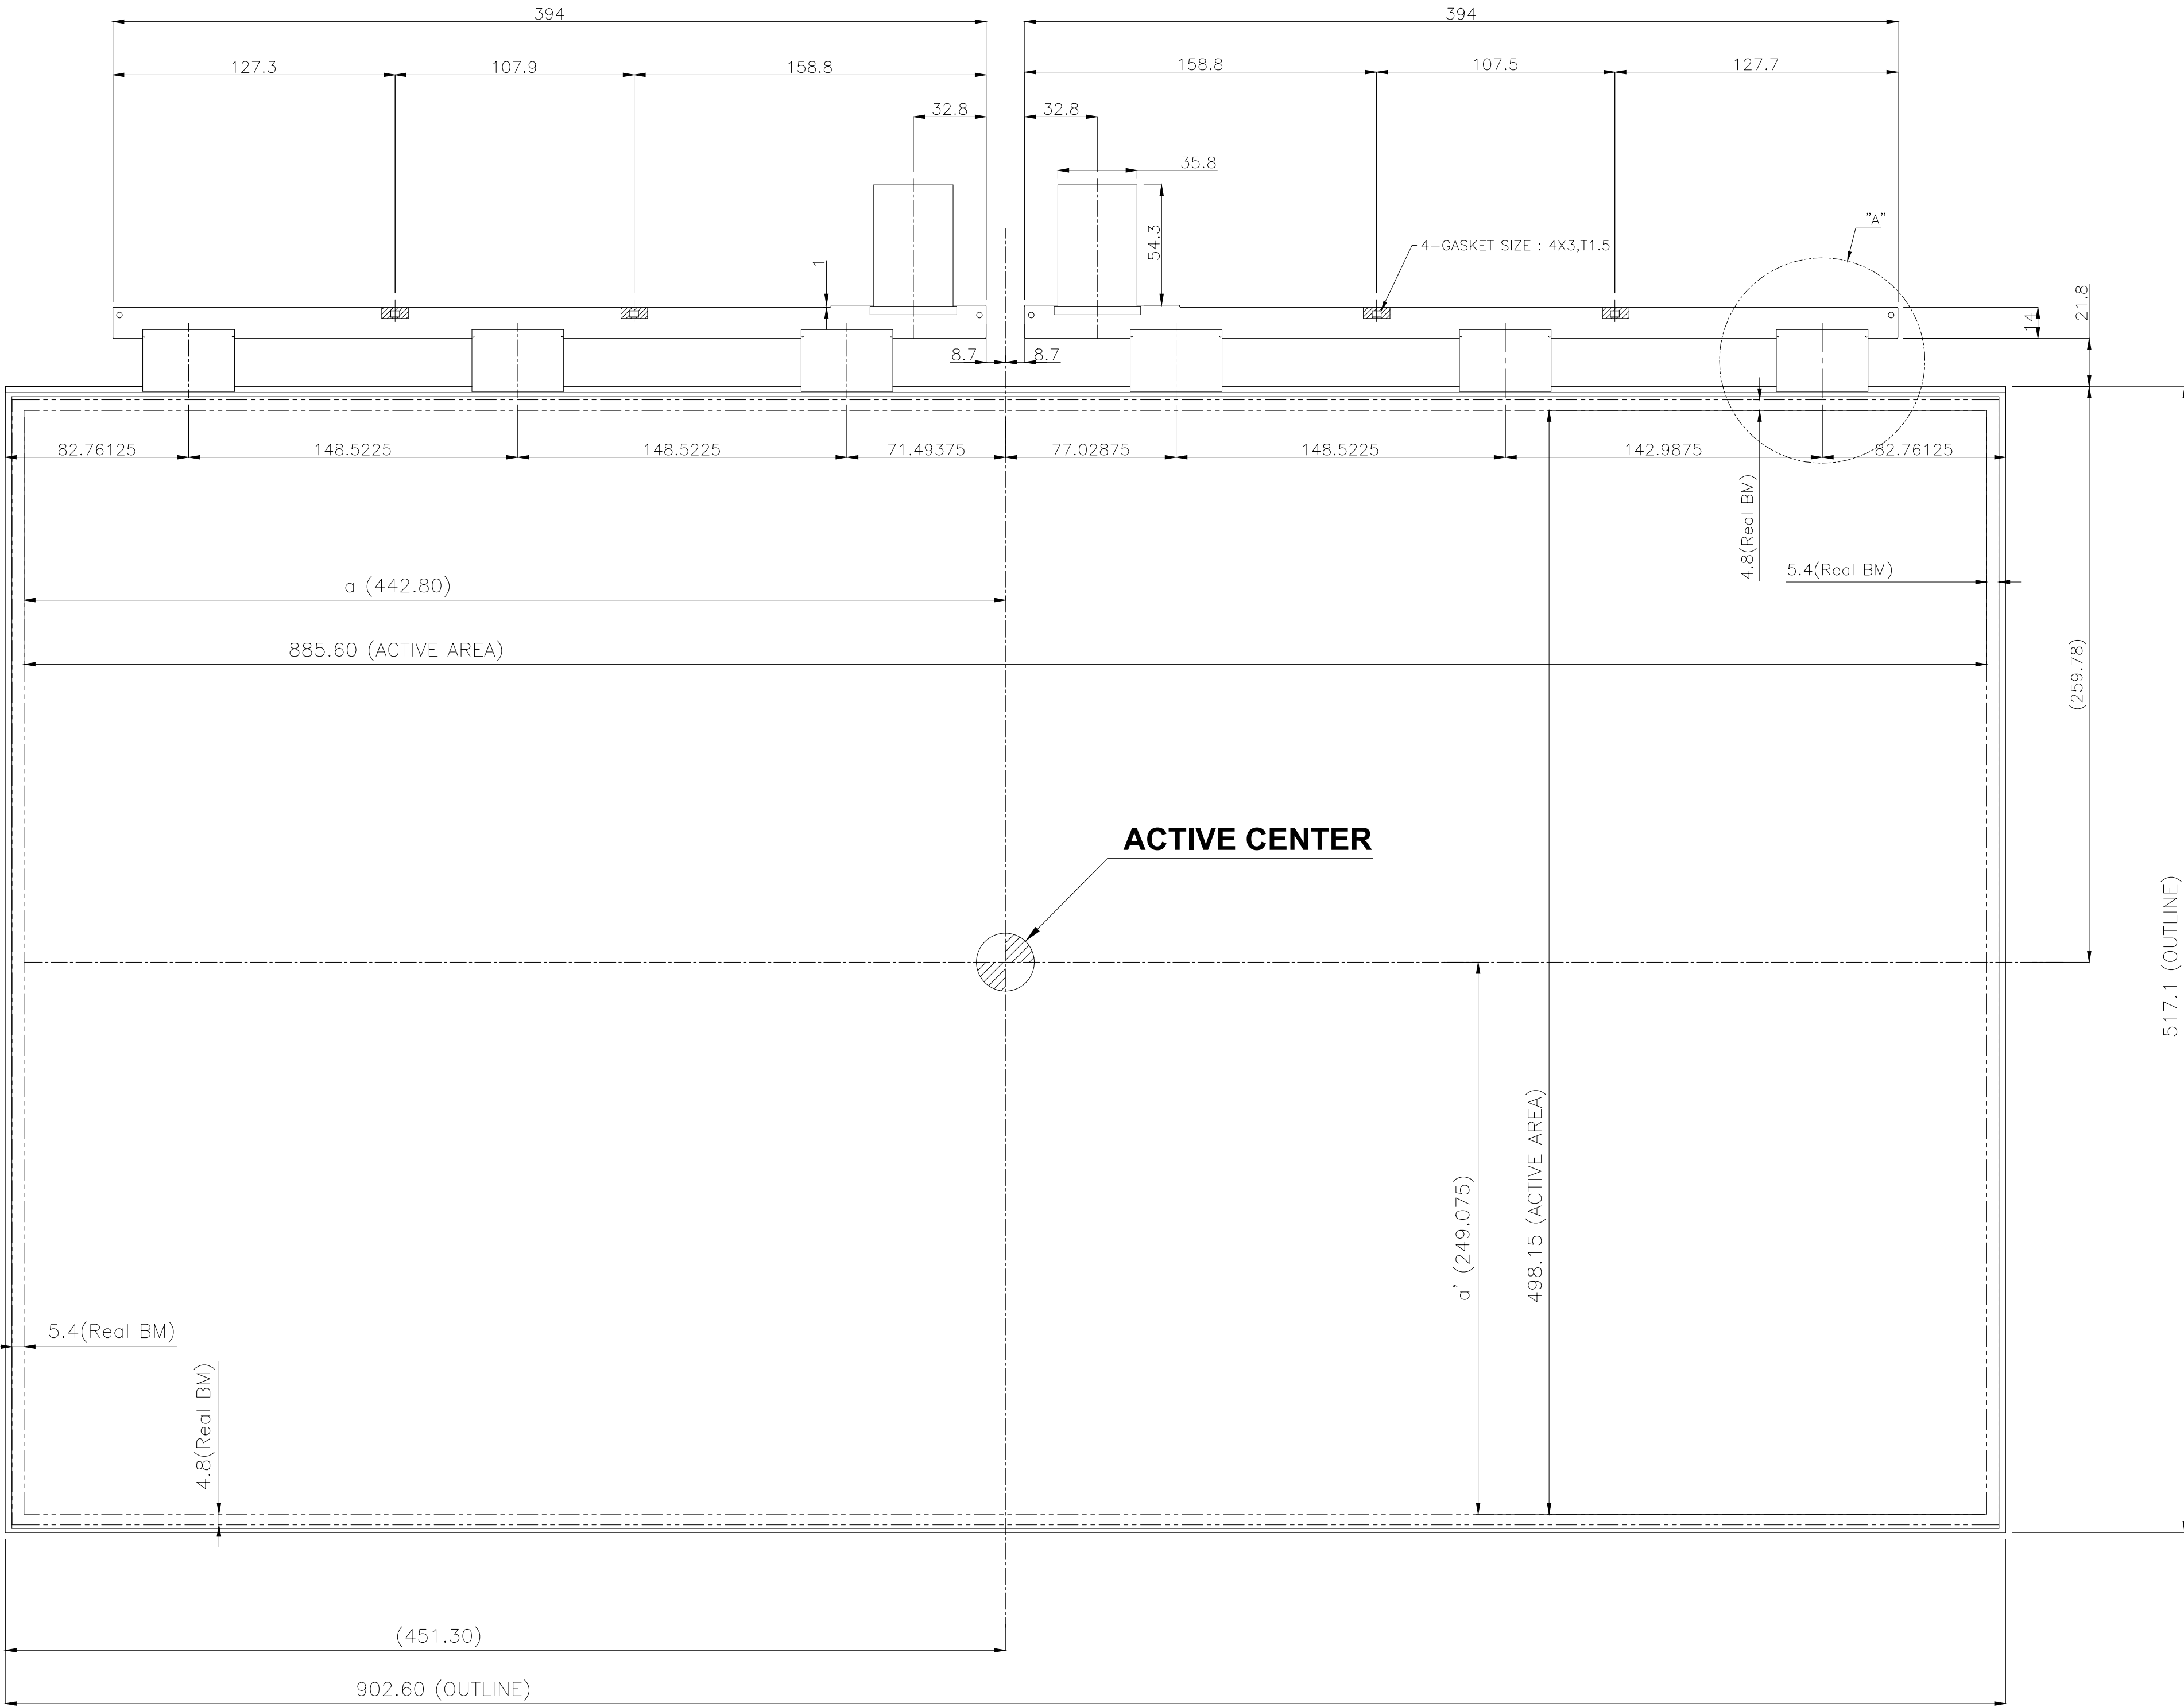 394
394
127.3
107.9
158.8
158.8
107.5
127.7
32.8
32.8
35.8
54.3
"A"
4-GASKET SIZE : 4X3,T1.5
1
14
21.8
8.7
8.7
82.76125
148.5225
148.5225
71.49375
77.02875
148.5225
142.9875
82.76125
4.8(Real BM)
5.4(Real BM)
a (442.80)
885.60 (ACTIVE AREA)
(259.78)
ACTIVE CENTER
517.1 (OUTLINE)
a' (249.075)
498.15 (ACTIVE AREA)
5.4(Real BM)
4.8(Real BM)
(451.30)
902.60 (OUTLINE)